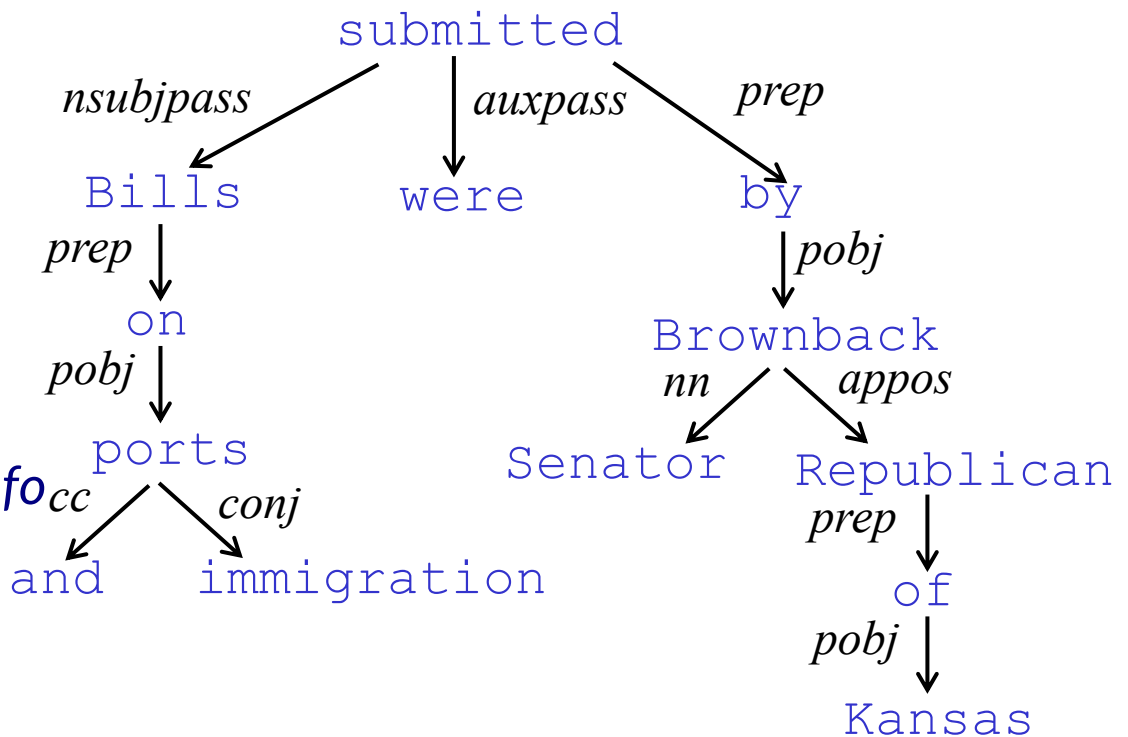 submitted
nsubjpass auxpass prep
Bills were by
prep pobj
on Brownback
pobj nn appos
ports Senator Republican
fo cc conj prep
and immigration of
pobj
Kansas